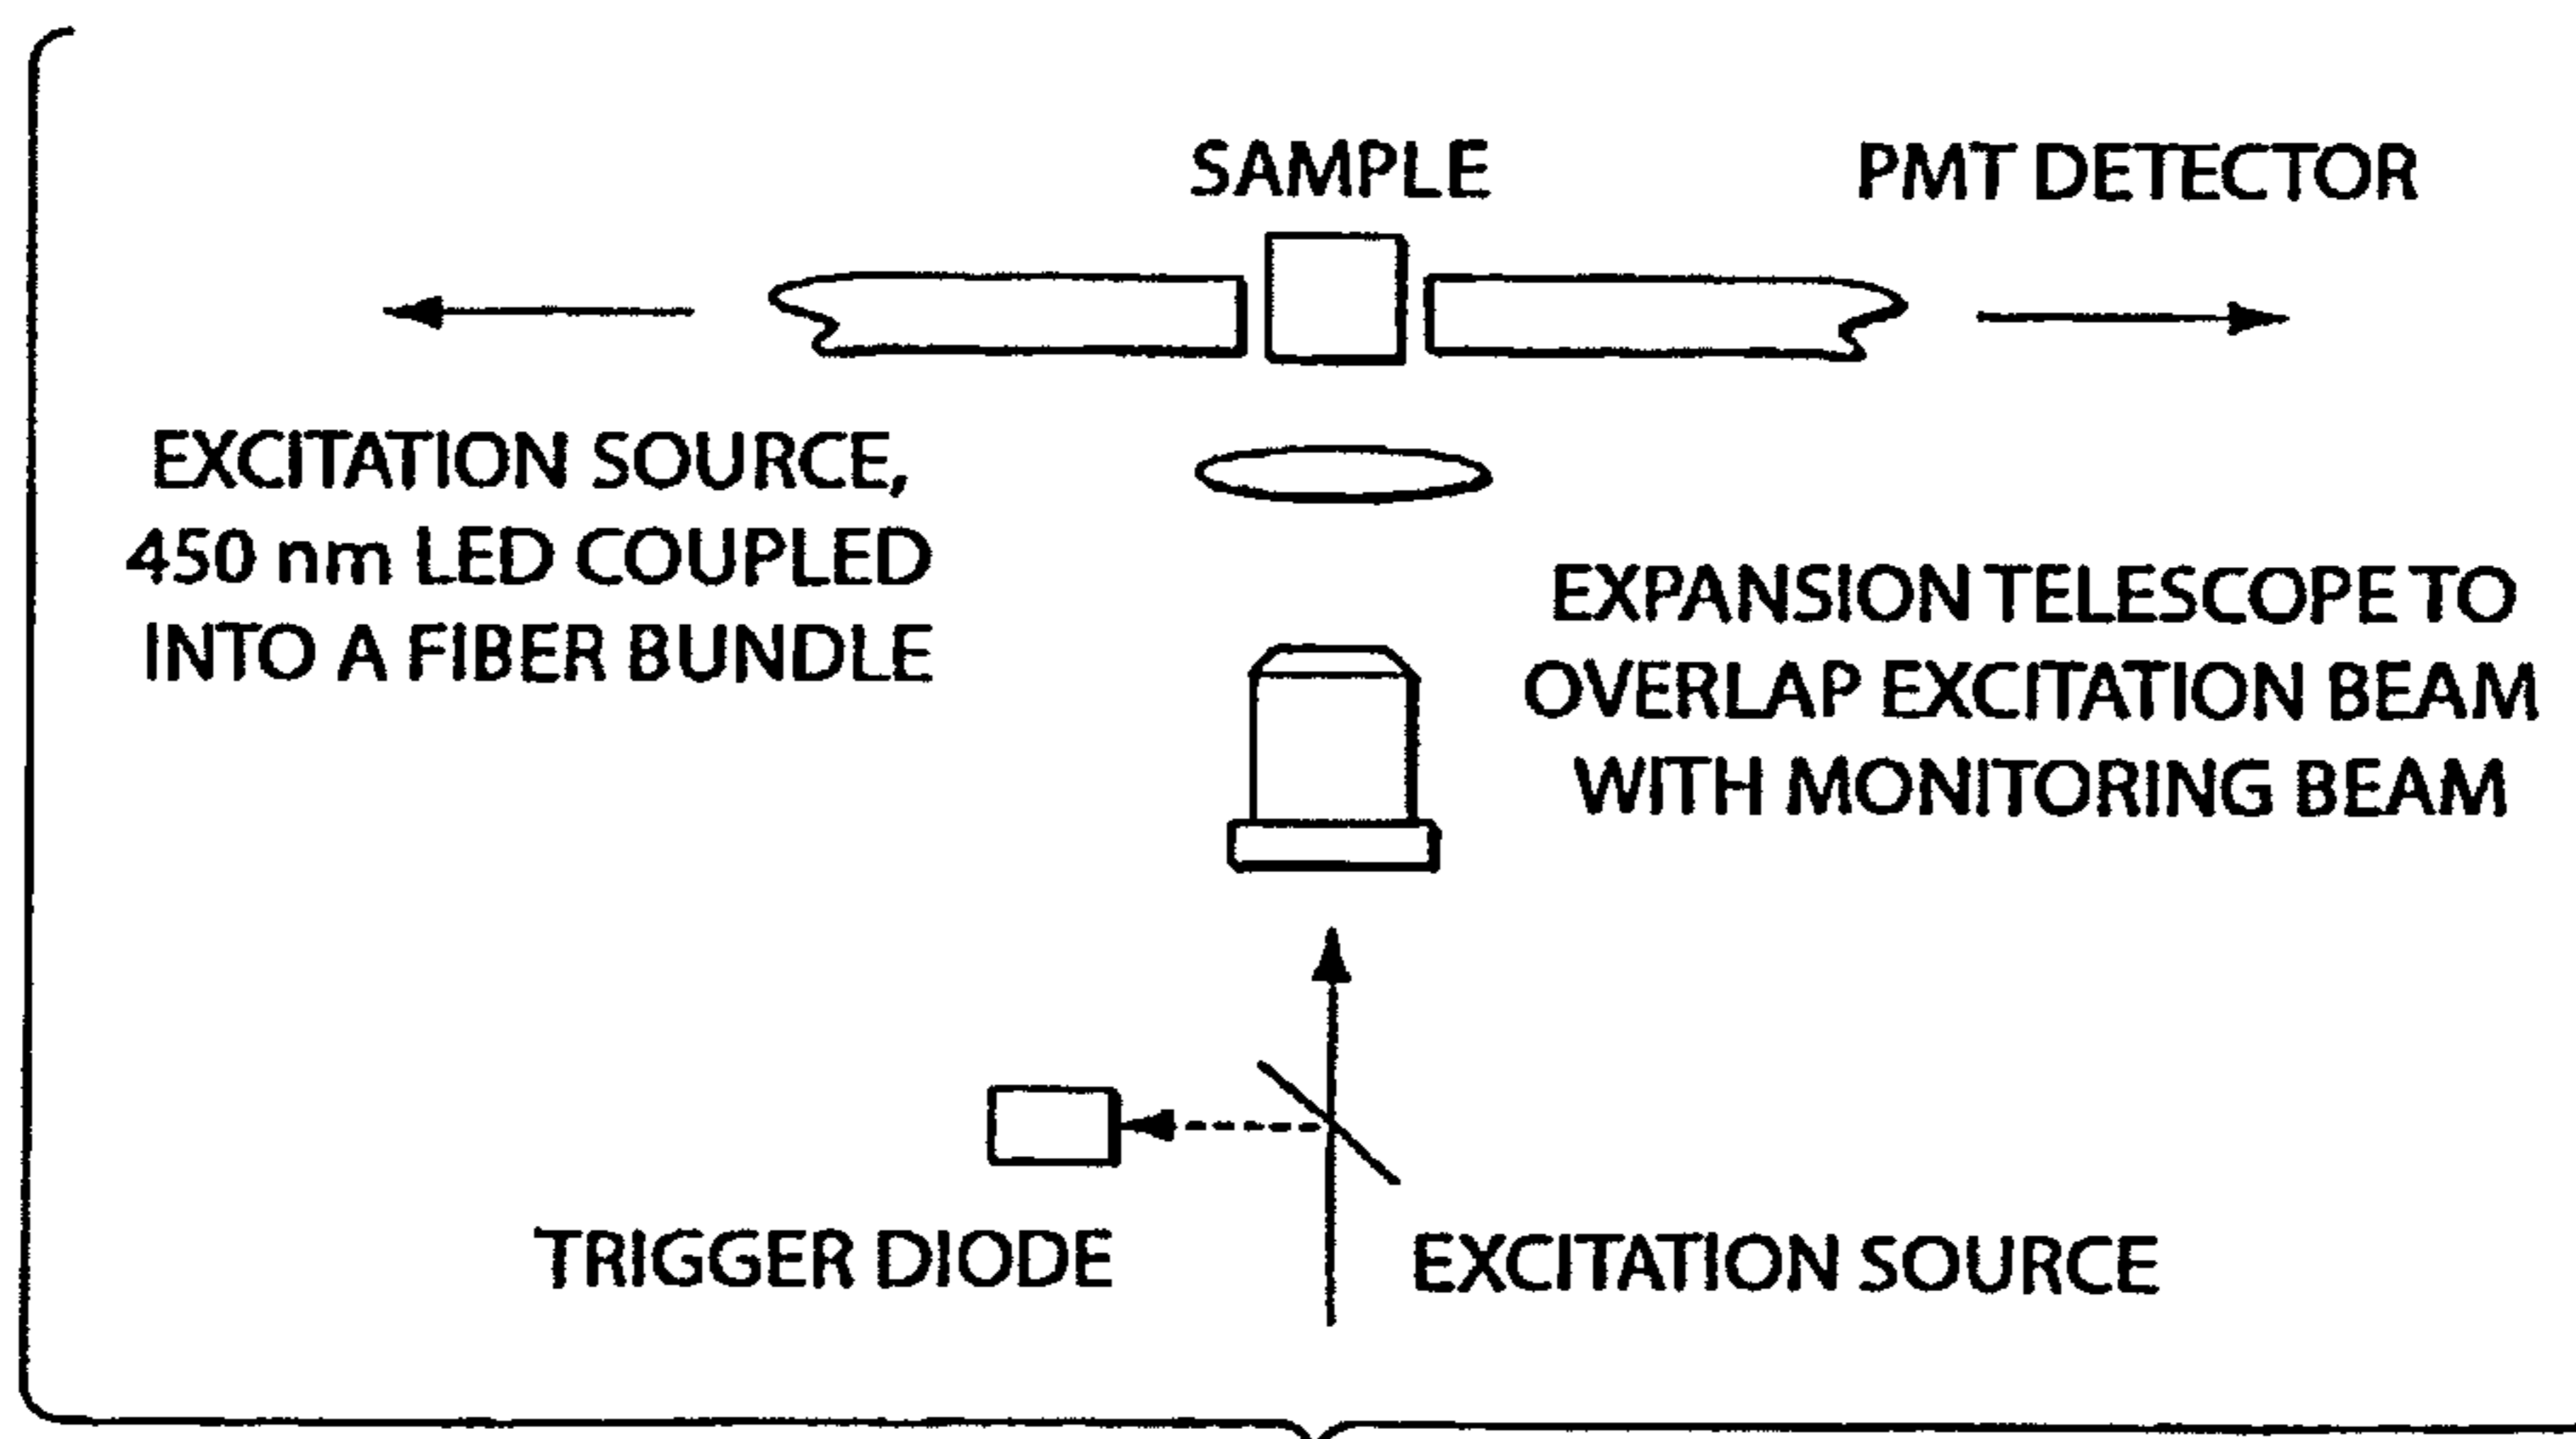 SAMPLE
PMT DETECTOR
EXCITATION SOURCE,
450 nm LED COUPLED
INTO A FIBER BUNDLE
EXPANSION TELESCOPE TO
OVERLAP EXCITATION BEAM
WITH MONITORING BEAM
TRIGGER DIODE
EXCITATION SOURCE